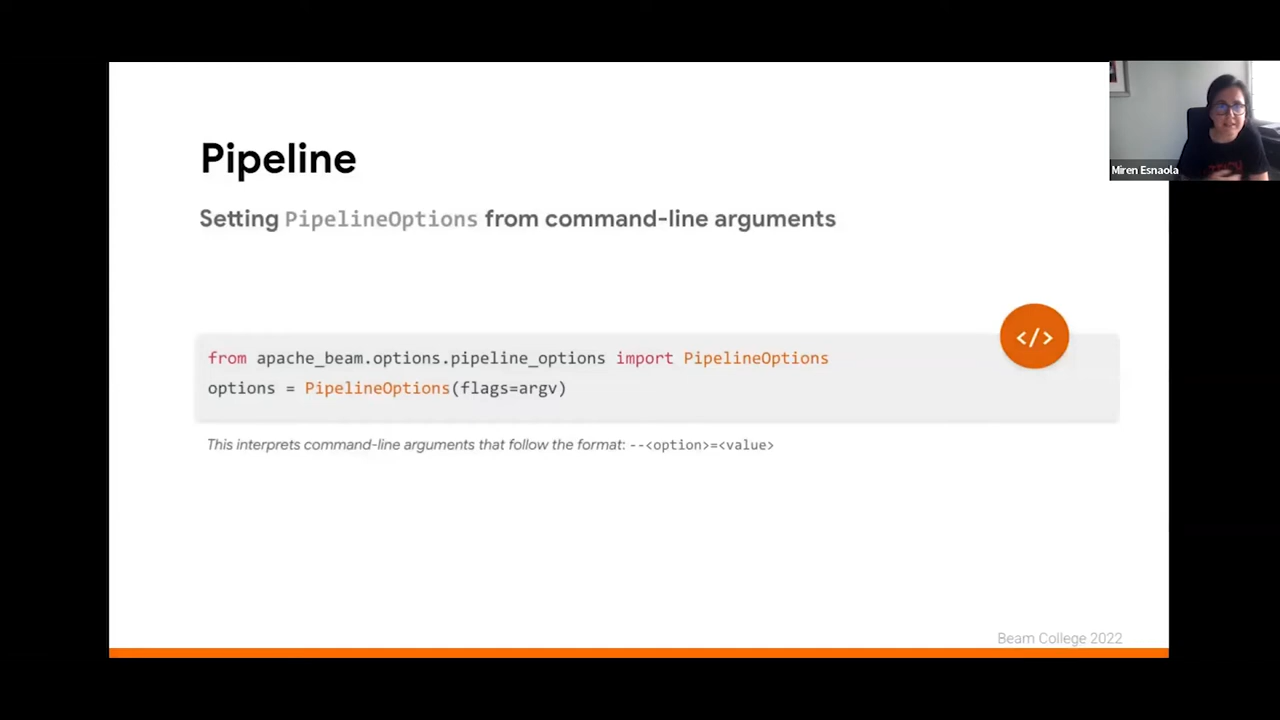 Pipeline
Setting PipelineOptions from command-line arguments
</>
from apache_beam.options.pipeline_options import PipelineOptions
options = PipelineOptions(flags=argv)
This interprets command-line arguments that follow the format: --<option>=<value>
Beam College 2022
Miren Esnaola